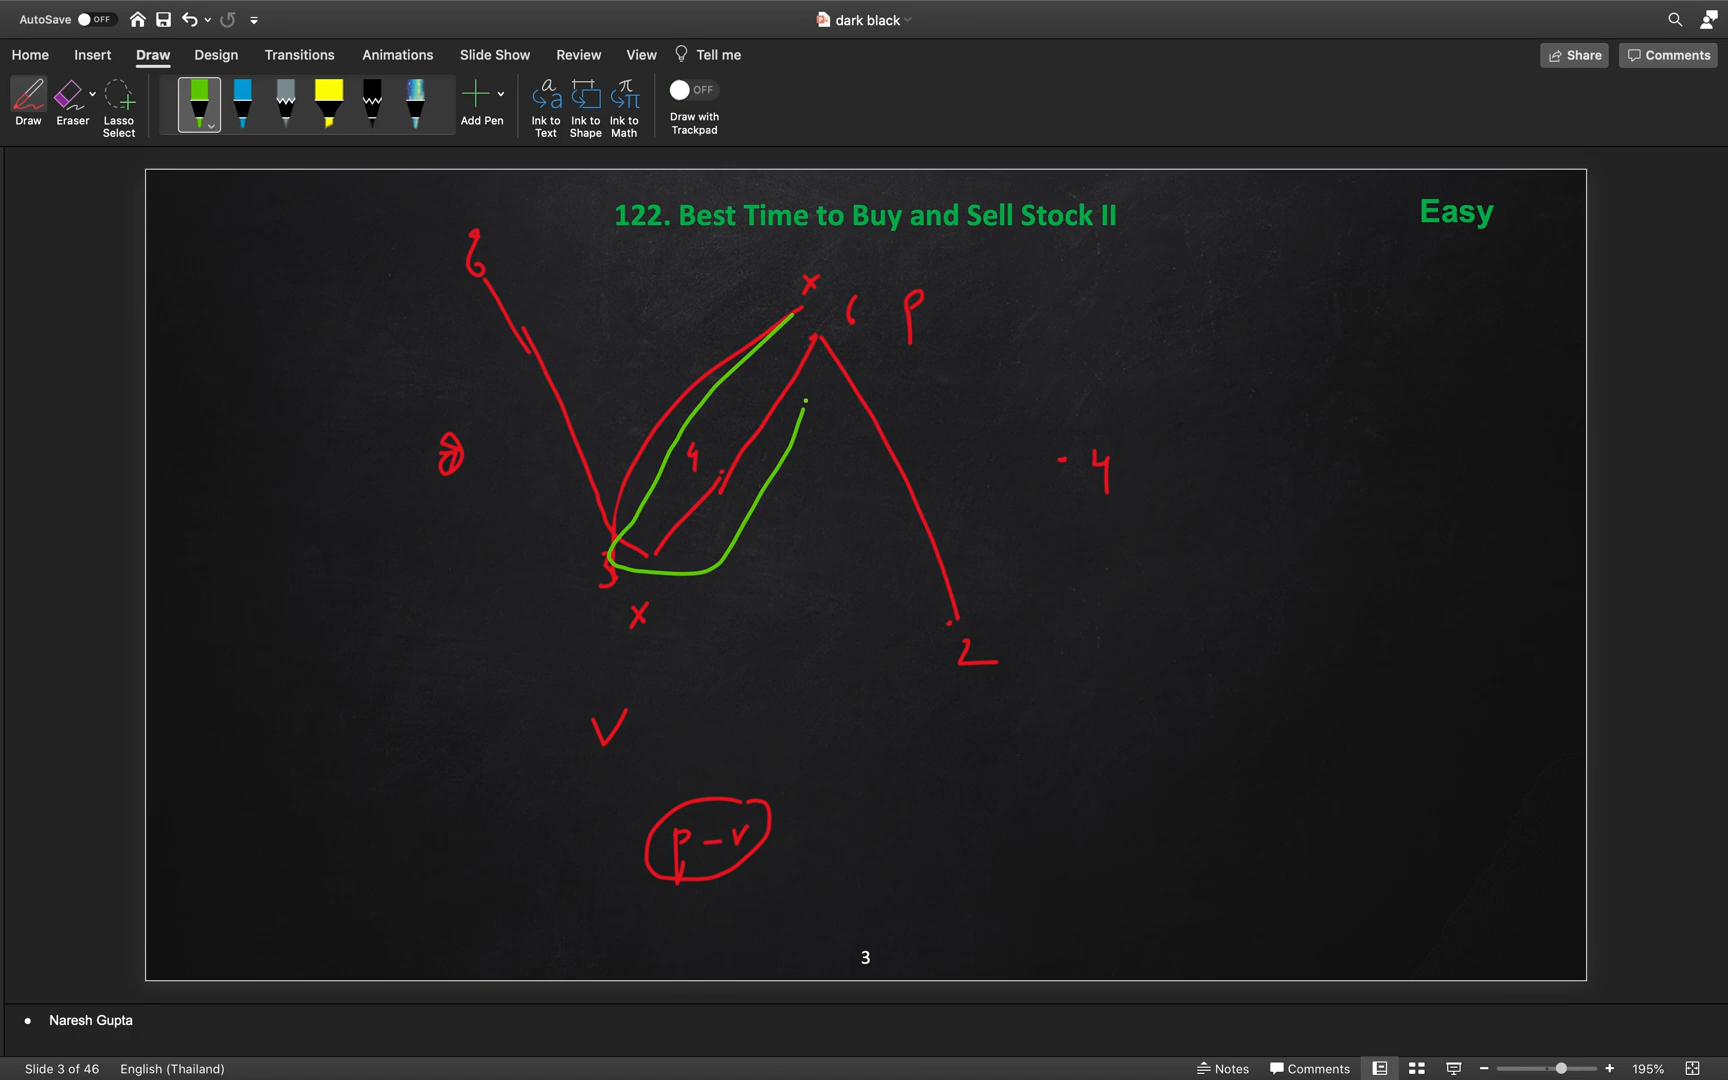 AutoSave OFF
dark black
Home Insert Draw Design Transitions Animations Slide Show Review View Tell me
Share Comments
Draw Eraser Lasso Select
Add Pen
Ink to Text Ink to Shape Ink to Math
OFF
Draw with Trackpad
122. Best Time to Buy and Sell Stock II
Easy
6
x
6 p
4
- 4
x
2
v
p - v
3
Naresh Gupta
Slide 3 of 46 English (Thailand)
Notes Comments 195%